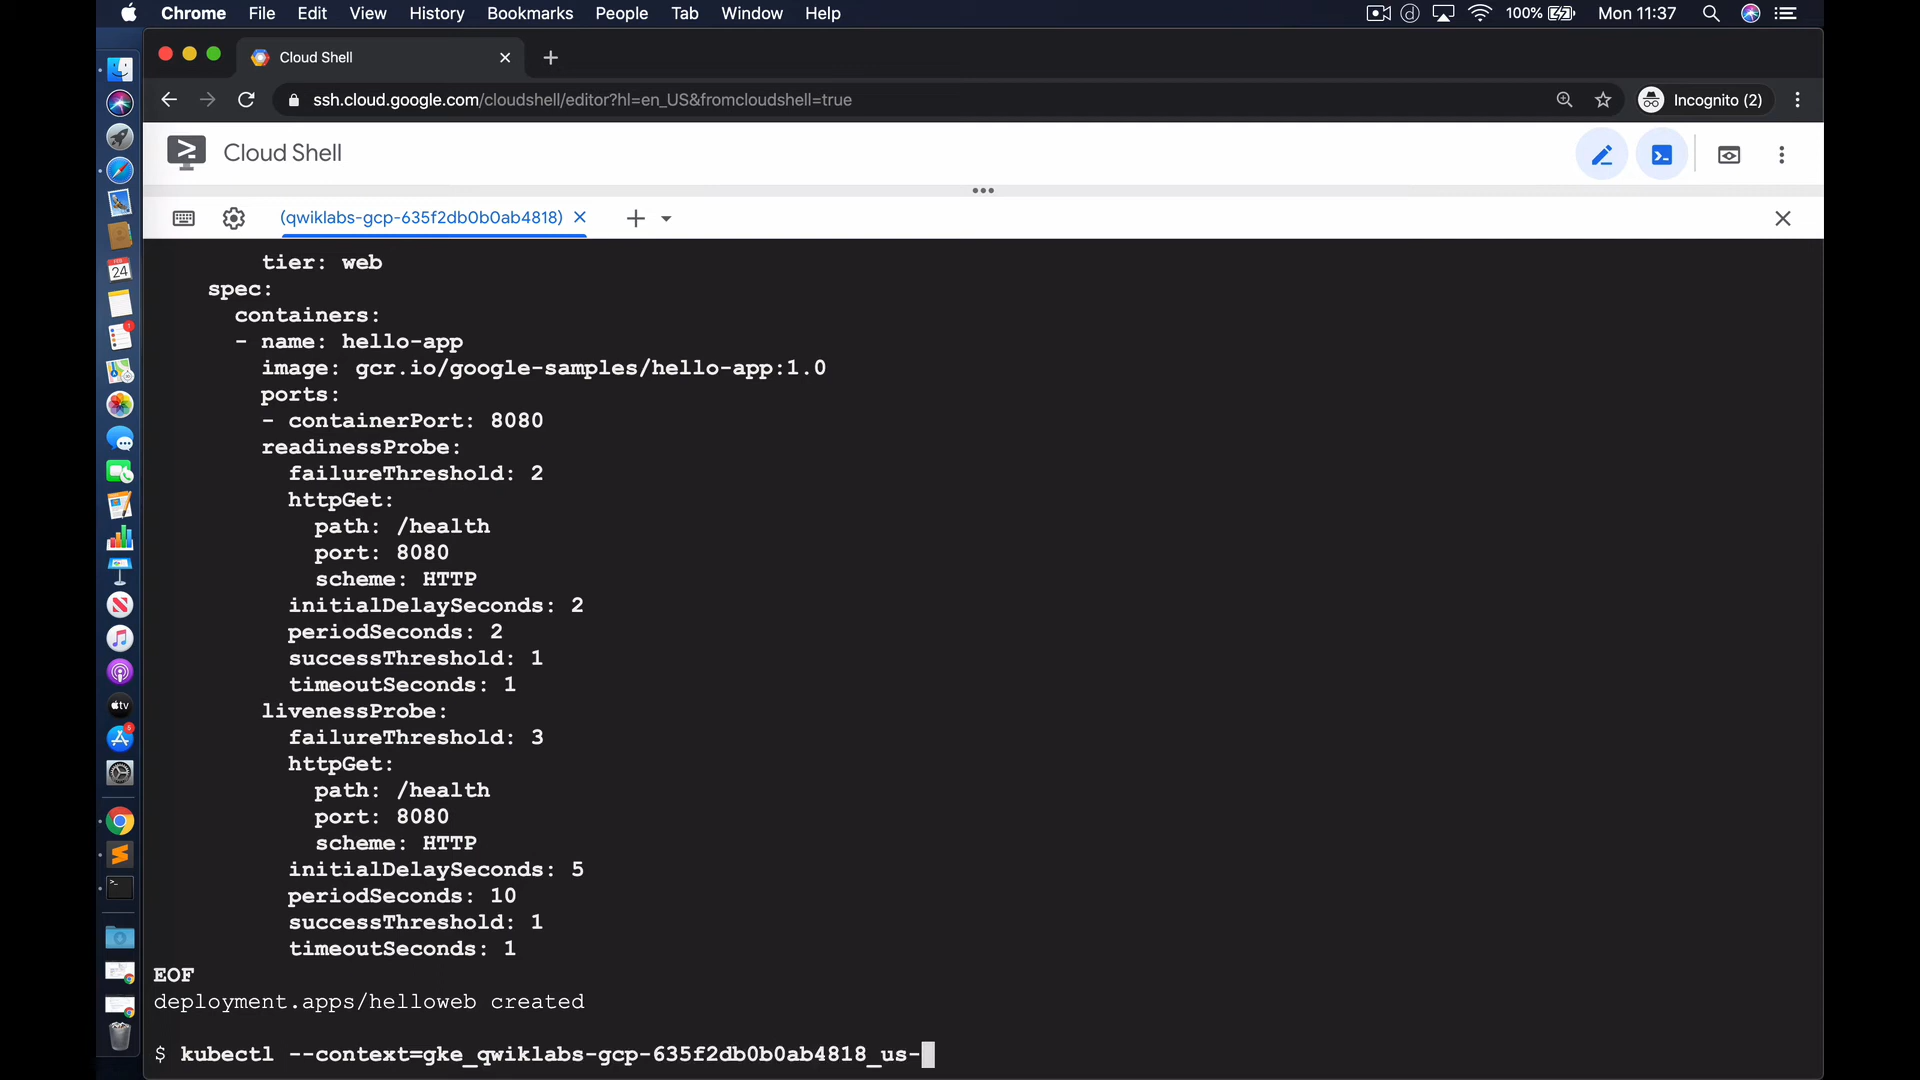 Chrome File Edit View History Bookmarks People Tab Window Help 100% Mon 11:37
Cloud Shell
ssh.cloud.google.com/cloudshell/editor?hl=en_US&fromcloudshell=true Incognito (2)
Cloud Shell
(qwiklabs-gcp-635f2db0b0ab4818)
tier: web
spec:
containers:
- name: hello-app
image: gcr.io/google-samples/hello-app:1.0
ports:
- containerPort: 8080
readinessProbe:
failureThreshold: 2
httpGet:
path: /health
port: 8080
scheme: HTTP
initialDelaySeconds: 2
periodSeconds: 2
successThreshold: 1
timeoutSeconds: 1
livenessProbe:
failureThreshold: 3
httpGet:
path: /health
port: 8080
scheme: HTTP
initialDelaySeconds: 5
periodSeconds: 10
successThreshold: 1
timeoutSeconds: 1
EOF
deployment.apps/helloweb created
$ kubectl --context=gke_qwiklabs-gcp-635f2db0b0ab4818_us-
FEB
24
1
tv